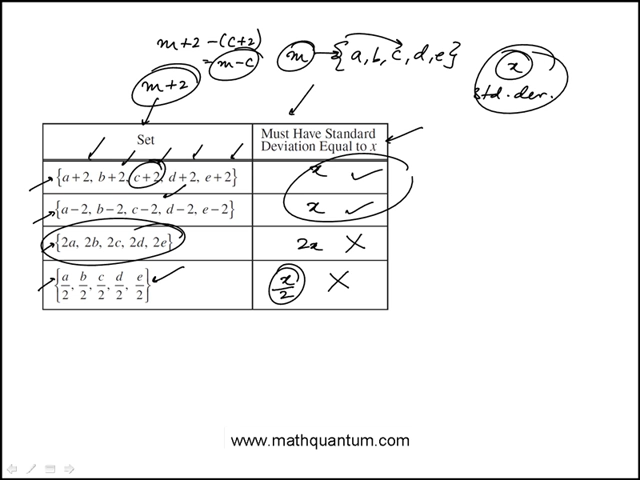 m+2 -(c+2)
= m-c
m → {a, b, c, d, e}
x
std. dev.
m+2
Set
Must Have Standard
Deviation Equal to x
{a + 2, b + 2, c + 2, d + 2, e + 2}
x ✓
{a − 2, b − 2, c − 2, d − 2, e − 2}
x ✓
{2a, 2b, 2c, 2d, 2e}
2x X
{a/2, b/2, c/2, d/2, e/2}
x/2 X
www.mathquantum.com